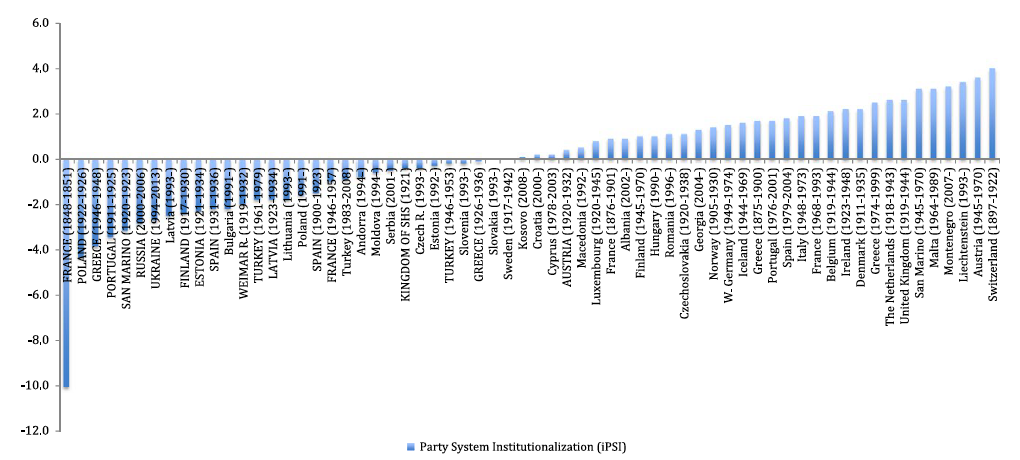 6.0
4.0
2.0
0.0
-2.0
-4.0
-6.0
-8.0
-10.0
-12.0
FRANCE (1848-1851)
POLAND (1922-1926)
GREECE (1946-1948)
PORTUGAL (1911-1925)
SAN MARINO (1920-1923)
RUSSIA (2000-2006)
UKRAINE (1994-2013)
Latvia (1993-)
FINLAND (1917-1930)
ESTONIA (1921-1934)
SPAIN (1931-1936)
Bulgaria (1991-)
WEIMAR R. (1919-1932)
TURKEY (1961-1979)
LATVIA (1923-1934)
Lithuania (1993-)
Poland (1991-)
SPAIN (1900-1923)
FRANCE (1946-1957)
Turkey (1983-2008)
Andorra (1994-)
Moldova (1994-)
Serbia (2001-)
KINGDOM OF SHS (1921)
Czech R. (1993-)
Estonia (1992-)
TURKEY (1946-1953)
Slovenia (1993-)
GREECE (1926-1936)
Slovakia (1993-)
Sweden (1917-1942)
Kosovo (2008-)
Croatia (2000-)
Cyprus (1978-2003)
AUSTRIA (1920-1932)
Macedonia (1992-)
Luxembourg (1920-1945)
France (1876-1901)
Albania (2002-)
Finland (1945-1970)
Hungary (1990-)
Romania (1996-)
Czechoslovakia (1920-1938)
Georgia (2004-)
Norway (1905-1930)
W. Germany (1949-1974)
Iceland (1944-1969)
Greece (1875-1900)
Portugal (1976-2001)
Spain (1979-2004)
Italy (1948-1973)
France (1968-1993)
Belgium (1919-1944)
Ireland (1923-1948)
Denmark (1911-1935)
Greece (1974-1999)
The Netherlands (1918-1943)
United Kingdom (1919-1944)
San Marino (1945-1970)
Malta (1964-1989)
Montenegro (2007-)
Liechtenstein (1993-)
Austria (1945-1970)
Switzerland (1897-1922)
Party System Institutionalization (iPSI)